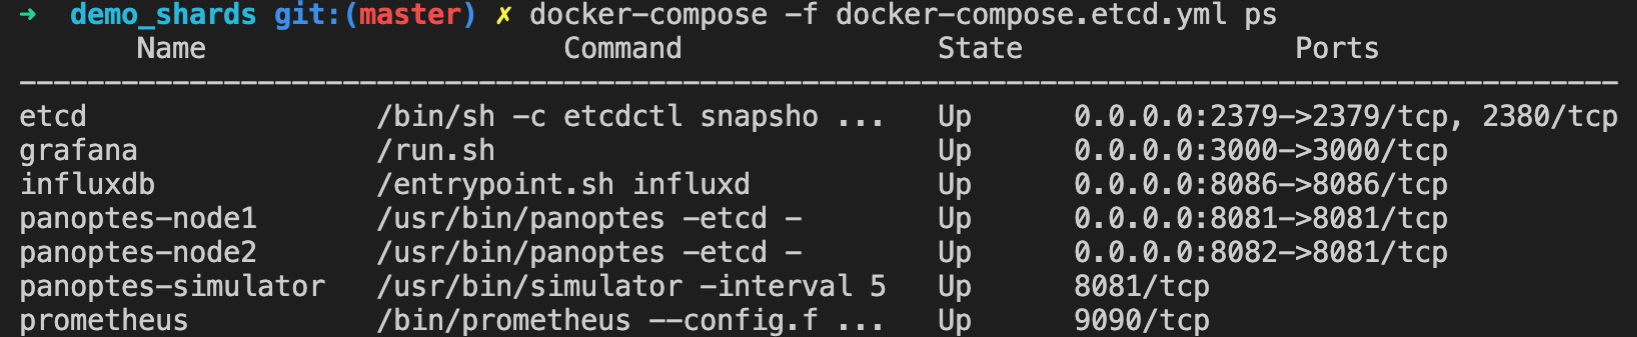 ➜  demo_shards git:(master) ✗ docker-compose -f docker-compose.etcd.yml ps
       Name                     Command               State                Ports
----------------------------------------------------------------------------------------------
etcd                 /bin/sh -c etcdctl snapsho ...   Up      0.0.0.0:2379->2379/tcp, 2380/tcp
grafana              /run.sh                          Up      0.0.0.0:3000->3000/tcp
influxdb             /entrypoint.sh influxd           Up      0.0.0.0:8086->8086/tcp
panoptes-node1       /usr/bin/panoptes -etcd -        Up      0.0.0.0:8081->8081/tcp
panoptes-node2       /usr/bin/panoptes -etcd -        Up      0.0.0.0:8082->8081/tcp
panoptes-simulator   /usr/bin/simulator -interval 5   Up      8081/tcp
prometheus           /bin/prometheus --config.f ...   Up      9090/tcp